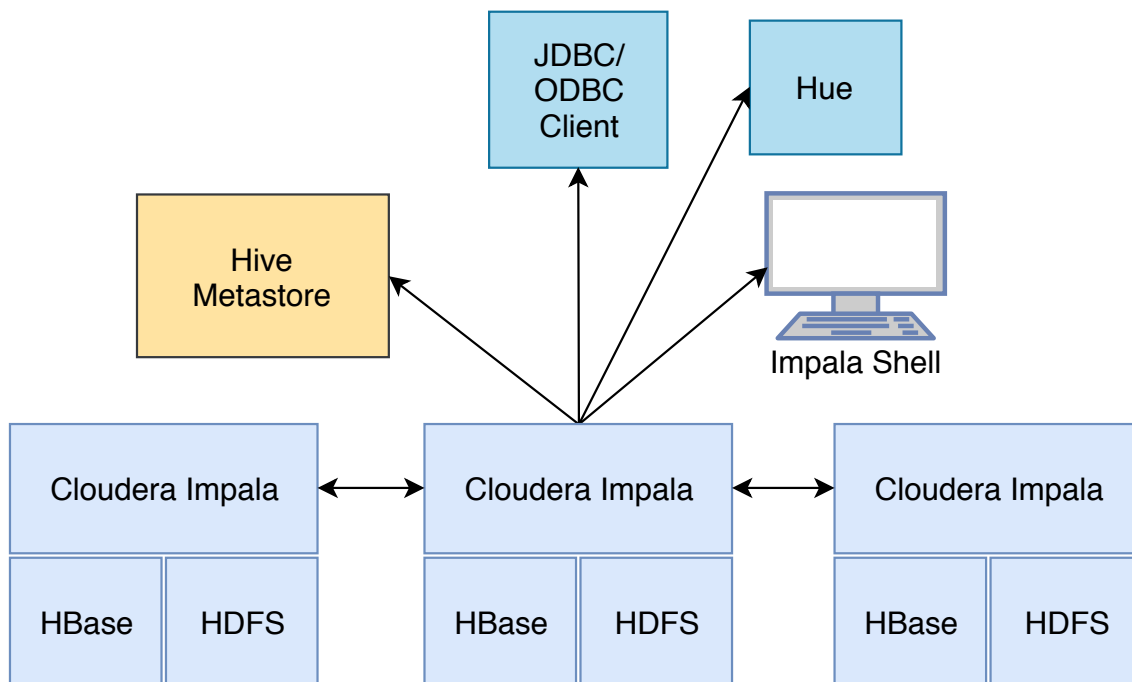 JDBC/
ODBC
Client
Hue
Hive
Metastore
Impala Shell
Cloudera Impala
Cloudera Impala
Cloudera Impala
HBase
HDFS
HBase
HDFS
HBase
HDFS